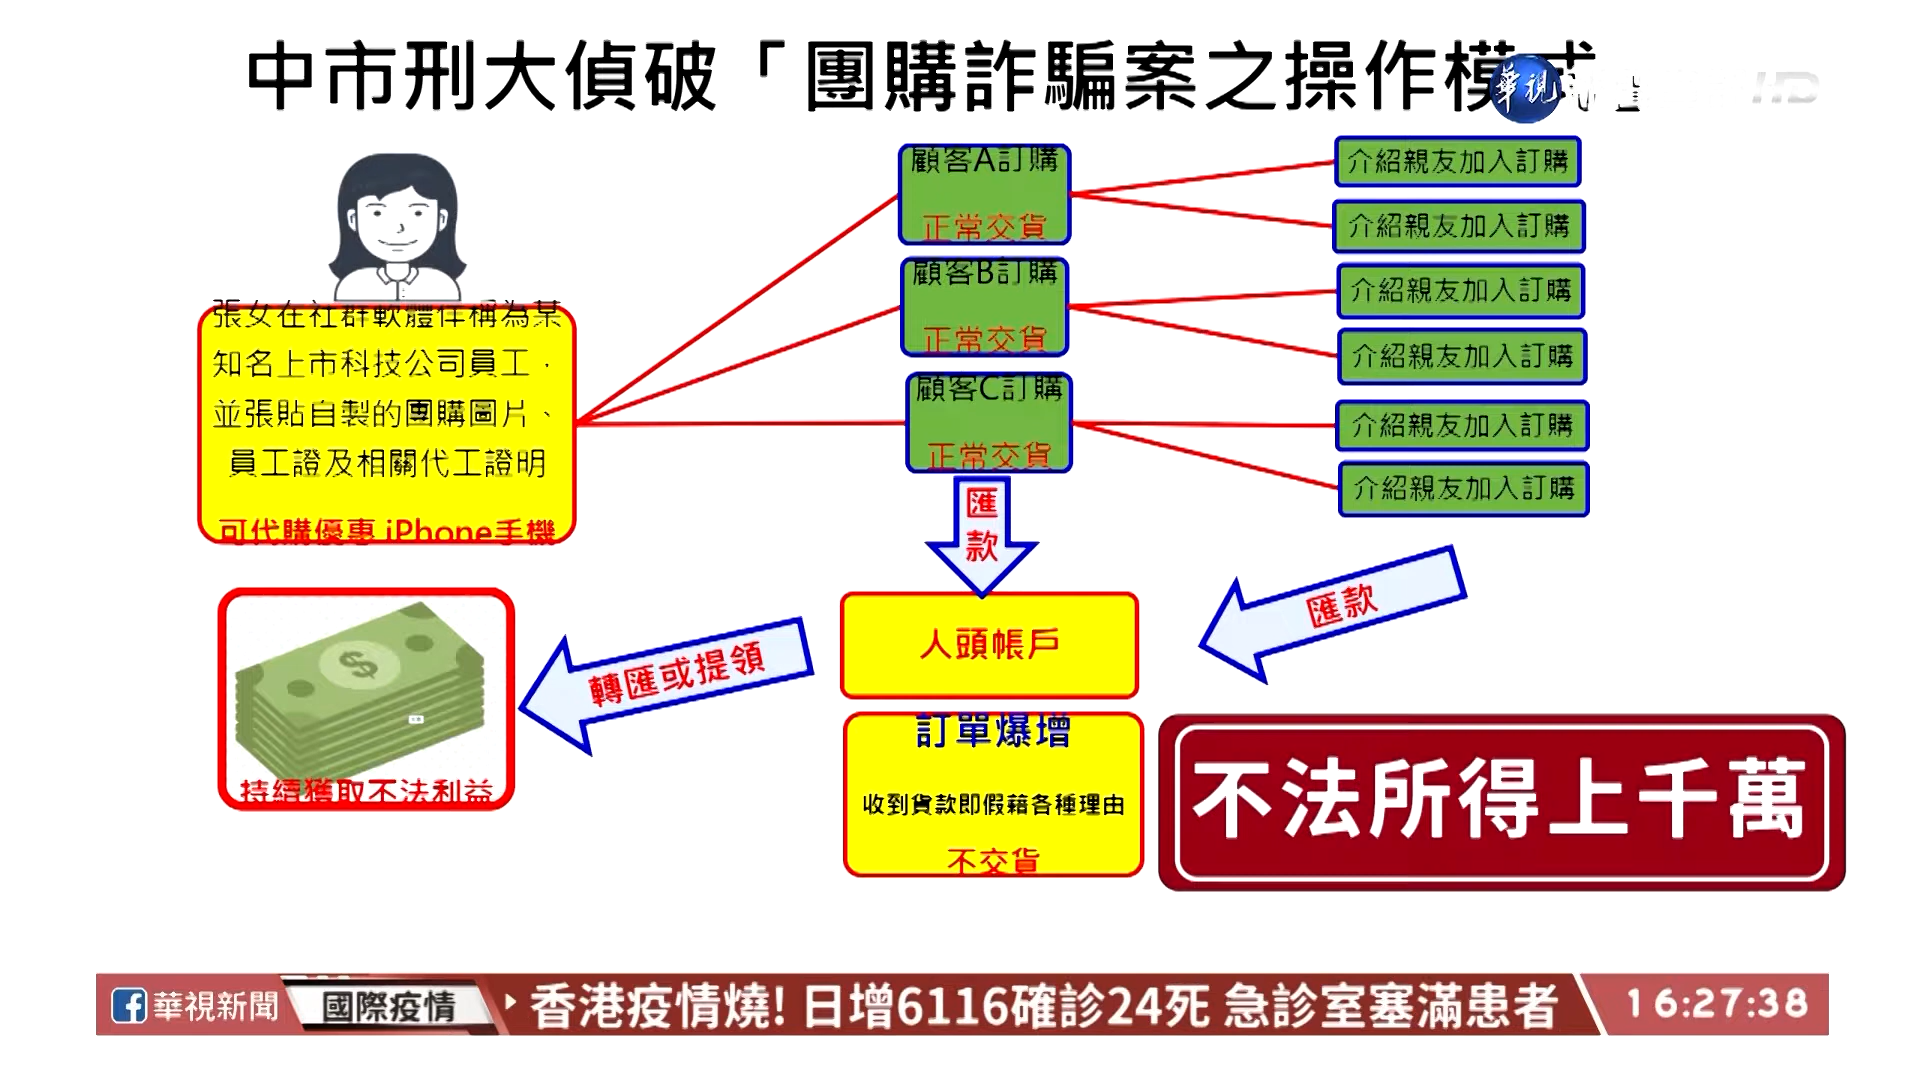 中市刑大偵破「團購詐騙案之操作模式
華視
HD
張女在社群軟體佯稱為某
知名上市科技公司員工，
並張貼自製的團購圖片、
員工證及相關代工證明
可代購優惠 iPhone手機
顧客A訂購
正常交貨
顧客B訂購
正常交貨
顧客C訂購
正常交貨
介紹親友加入訂購
介紹親友加入訂購
介紹親友加入訂購
介紹親友加入訂購
介紹親友加入訂購
介紹親友加入訂購
匯
款
匯款
人頭帳戶
轉匯或提領
持續獲取不法利益
訂單爆增
收到貨款即假藉各種理由
不交貨
不法所得上千萬
華視新聞
國際疫情
香港疫情燒! 日增6116確診24死 急診室塞滿患者
16:27:38